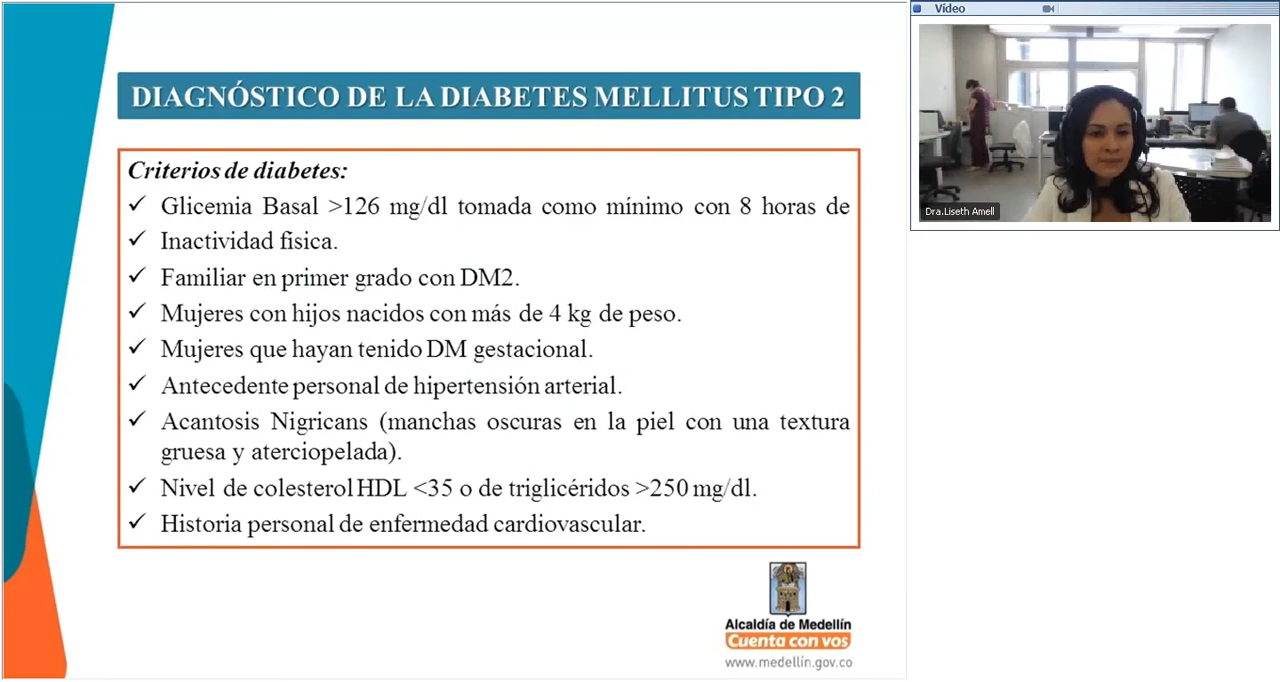 Vídeo
DIAGNÓSTICO DE LA DIABETES MELLITUS TIPO 2
Criterios de diabetes:
✓ Glicemia Basal >126 mg/dl tomada como mínimo con 8 horas de
✓ Inactividad física.
✓ Familiar en primer grado con DM2.
✓ Mujeres con hijos nacidos con más de 4 kg de peso.
✓ Mujeres que hayan tenido DM gestacional.
✓ Antecedente personal de hipertensión arterial.
✓ Acantosis Nigricans (manchas oscuras en la piel con una textura
gruesa y aterciopelada).
✓ Nivel de colesterol HDL <35 o de triglicéridos >250 mg/dl.
✓ Historia personal de enfermedad cardiovascular.
Dra.Liseth Amell
Alcaldía de Medellín
Cuenta con vos
www.medellín.gov.co